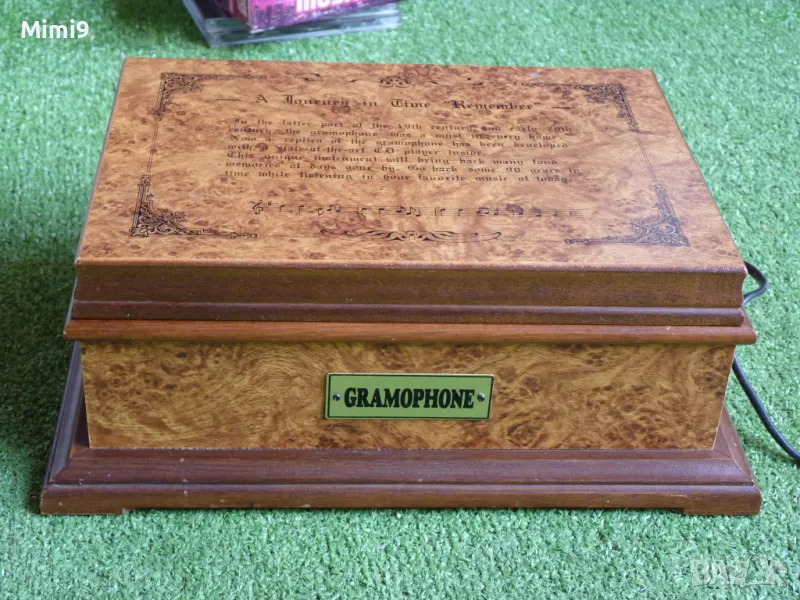 Mimi9
A Journey in Time "Remember"
In the latter part of the 19th century and early 20th
century, the gramophone was a must in every home.
Now a replica of the gramophone has been developed
with a State-of-the-art CD player inside.
This unique instrument will bring back many fond
memories of days gone by. Go back some 90 years in
time while listening to your favorite music of today.
GRAMOPHONE
BAZAR